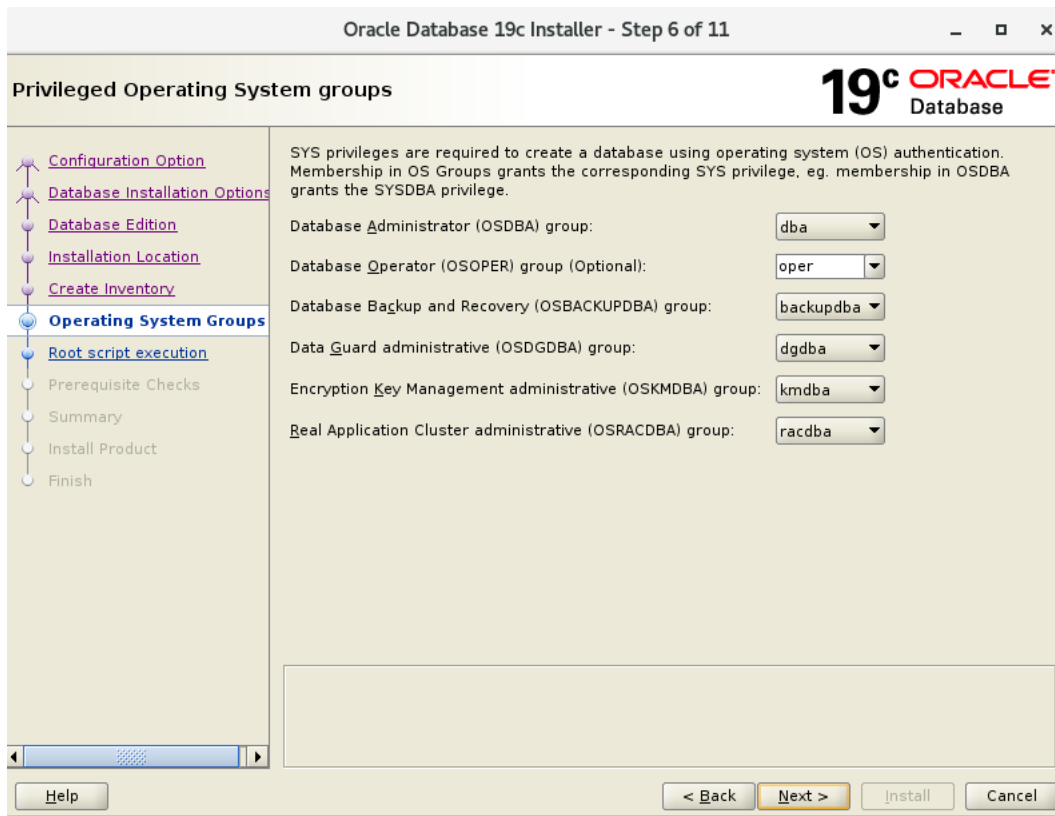 Oracle Database 19c Installer - Step 6 of 11
Privileged Operating System groups
19c ORACLE
Database
Configuration Option
Database Installation Options
Database Edition
Installation Location
Create Inventory
Operating System Groups
Root script execution
Prerequisite Checks
Summary
Install Product
Finish
SYS privileges are required to create a database using operating system (OS) authentication.
Membership in OS Groups grants the corresponding SYS privilege, eg. membership in OSDBA
grants the SYSDBA privilege.
Database Administrator (OSDBA) group: dba
Database Operator (OSOPER) group (Optional): oper
Database Backup and Recovery (OSBACKUPDBA) group: backupdba
Data Guard administrative (OSDGDBA) group: dgdba
Encryption Key Management administrative (OSKMDBA) group: kmdba
Real Application Cluster administrative (OSRACDBA) group: racdba
Help < Back Next > Install Cancel